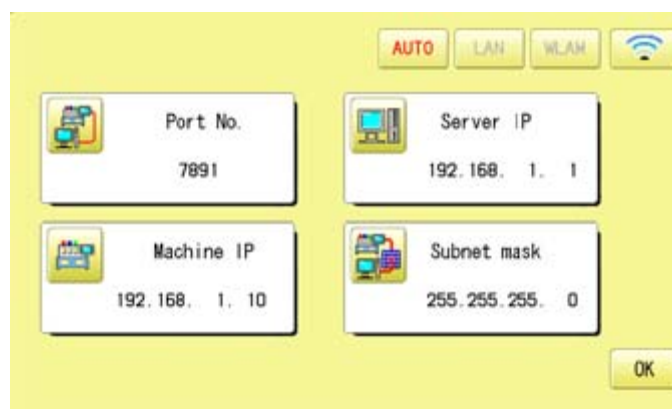 AUTO LAN WLAN
Port No.
7891
Server IP
192.168. 1. 1
Machine IP
192.168. 1. 10
Subnet mask
255.255.255. 0
OK